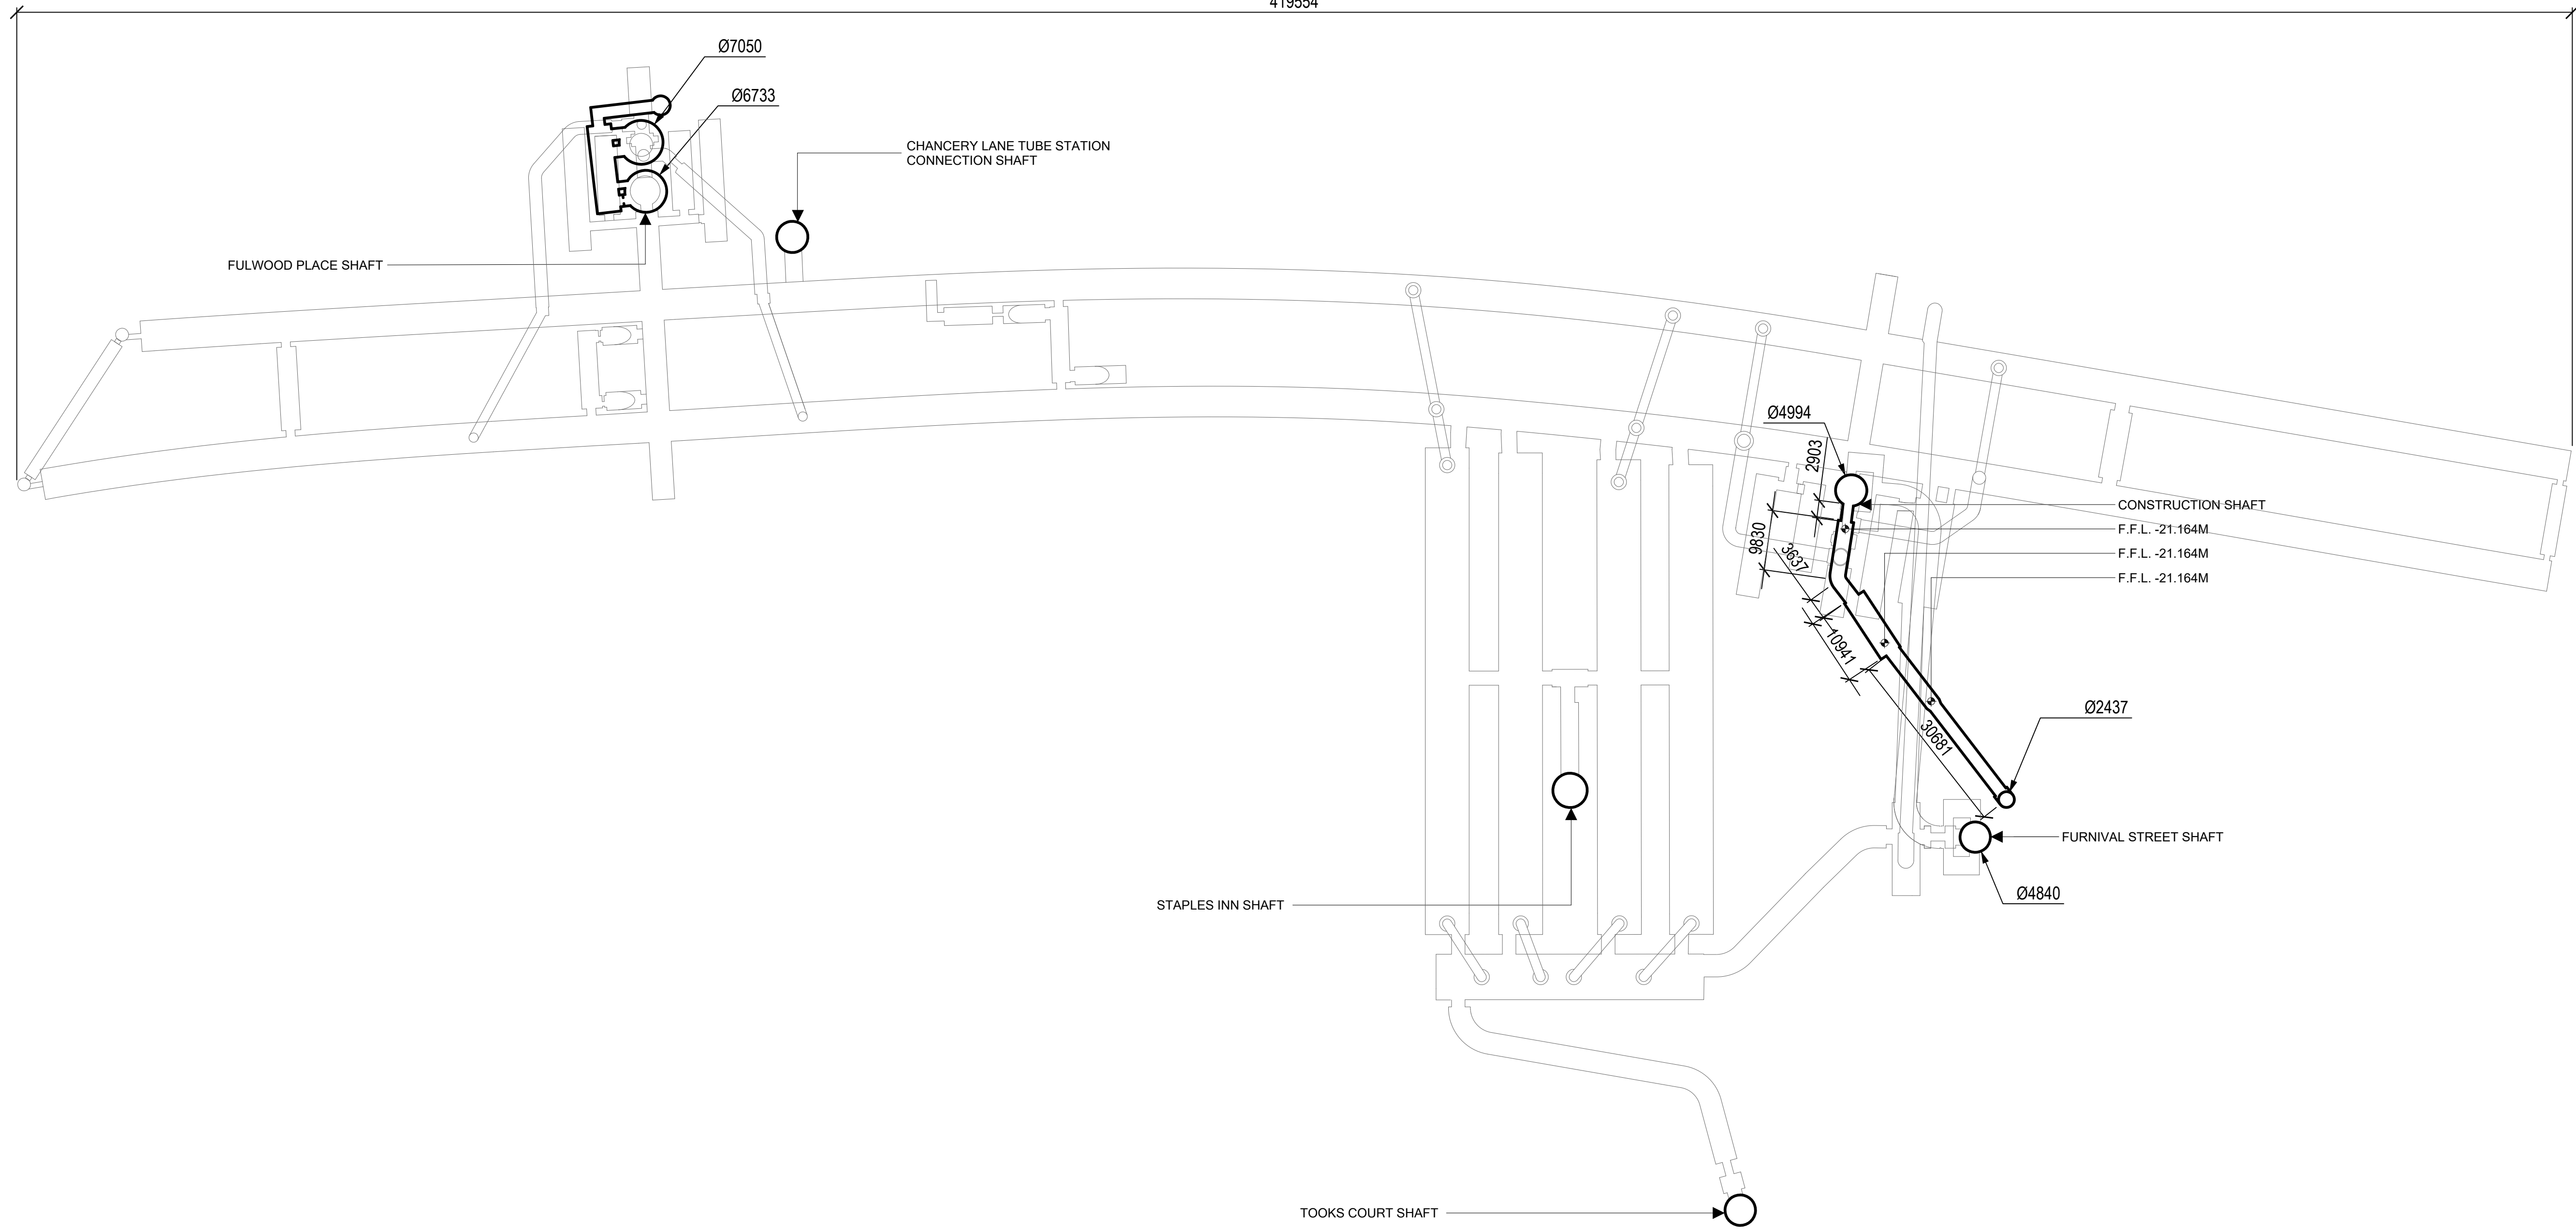 419554
Ø7050
Ø6733
CHANCERY LANE TUBE STATION
CONNECTION SHAFT
FULWOOD PLACE SHAFT
Ø4994
2903
CONSTRUCTION SHAFT
F.F.L. -21.164M
9830
F.F.L. -21.164M
3637
F.F.L. -21.164M
10941
Ø2437
30681
FURNIVAL STREET SHAFT
Ø4840
STAPLES INN SHAFT
TOOKS COURT SHAFT